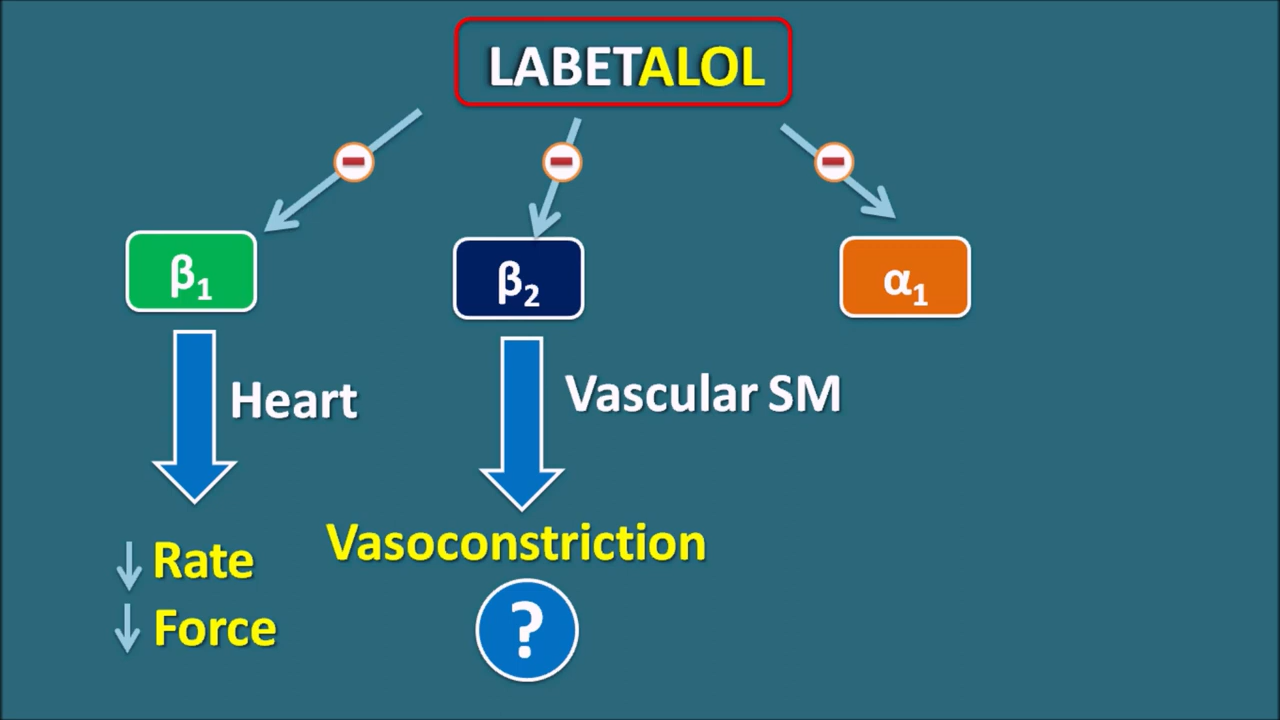 LABETALOL
β₁
β₂
α₁
Heart
Vascular SM
Vasoconstriction
↓ Rate
↓ Force
?